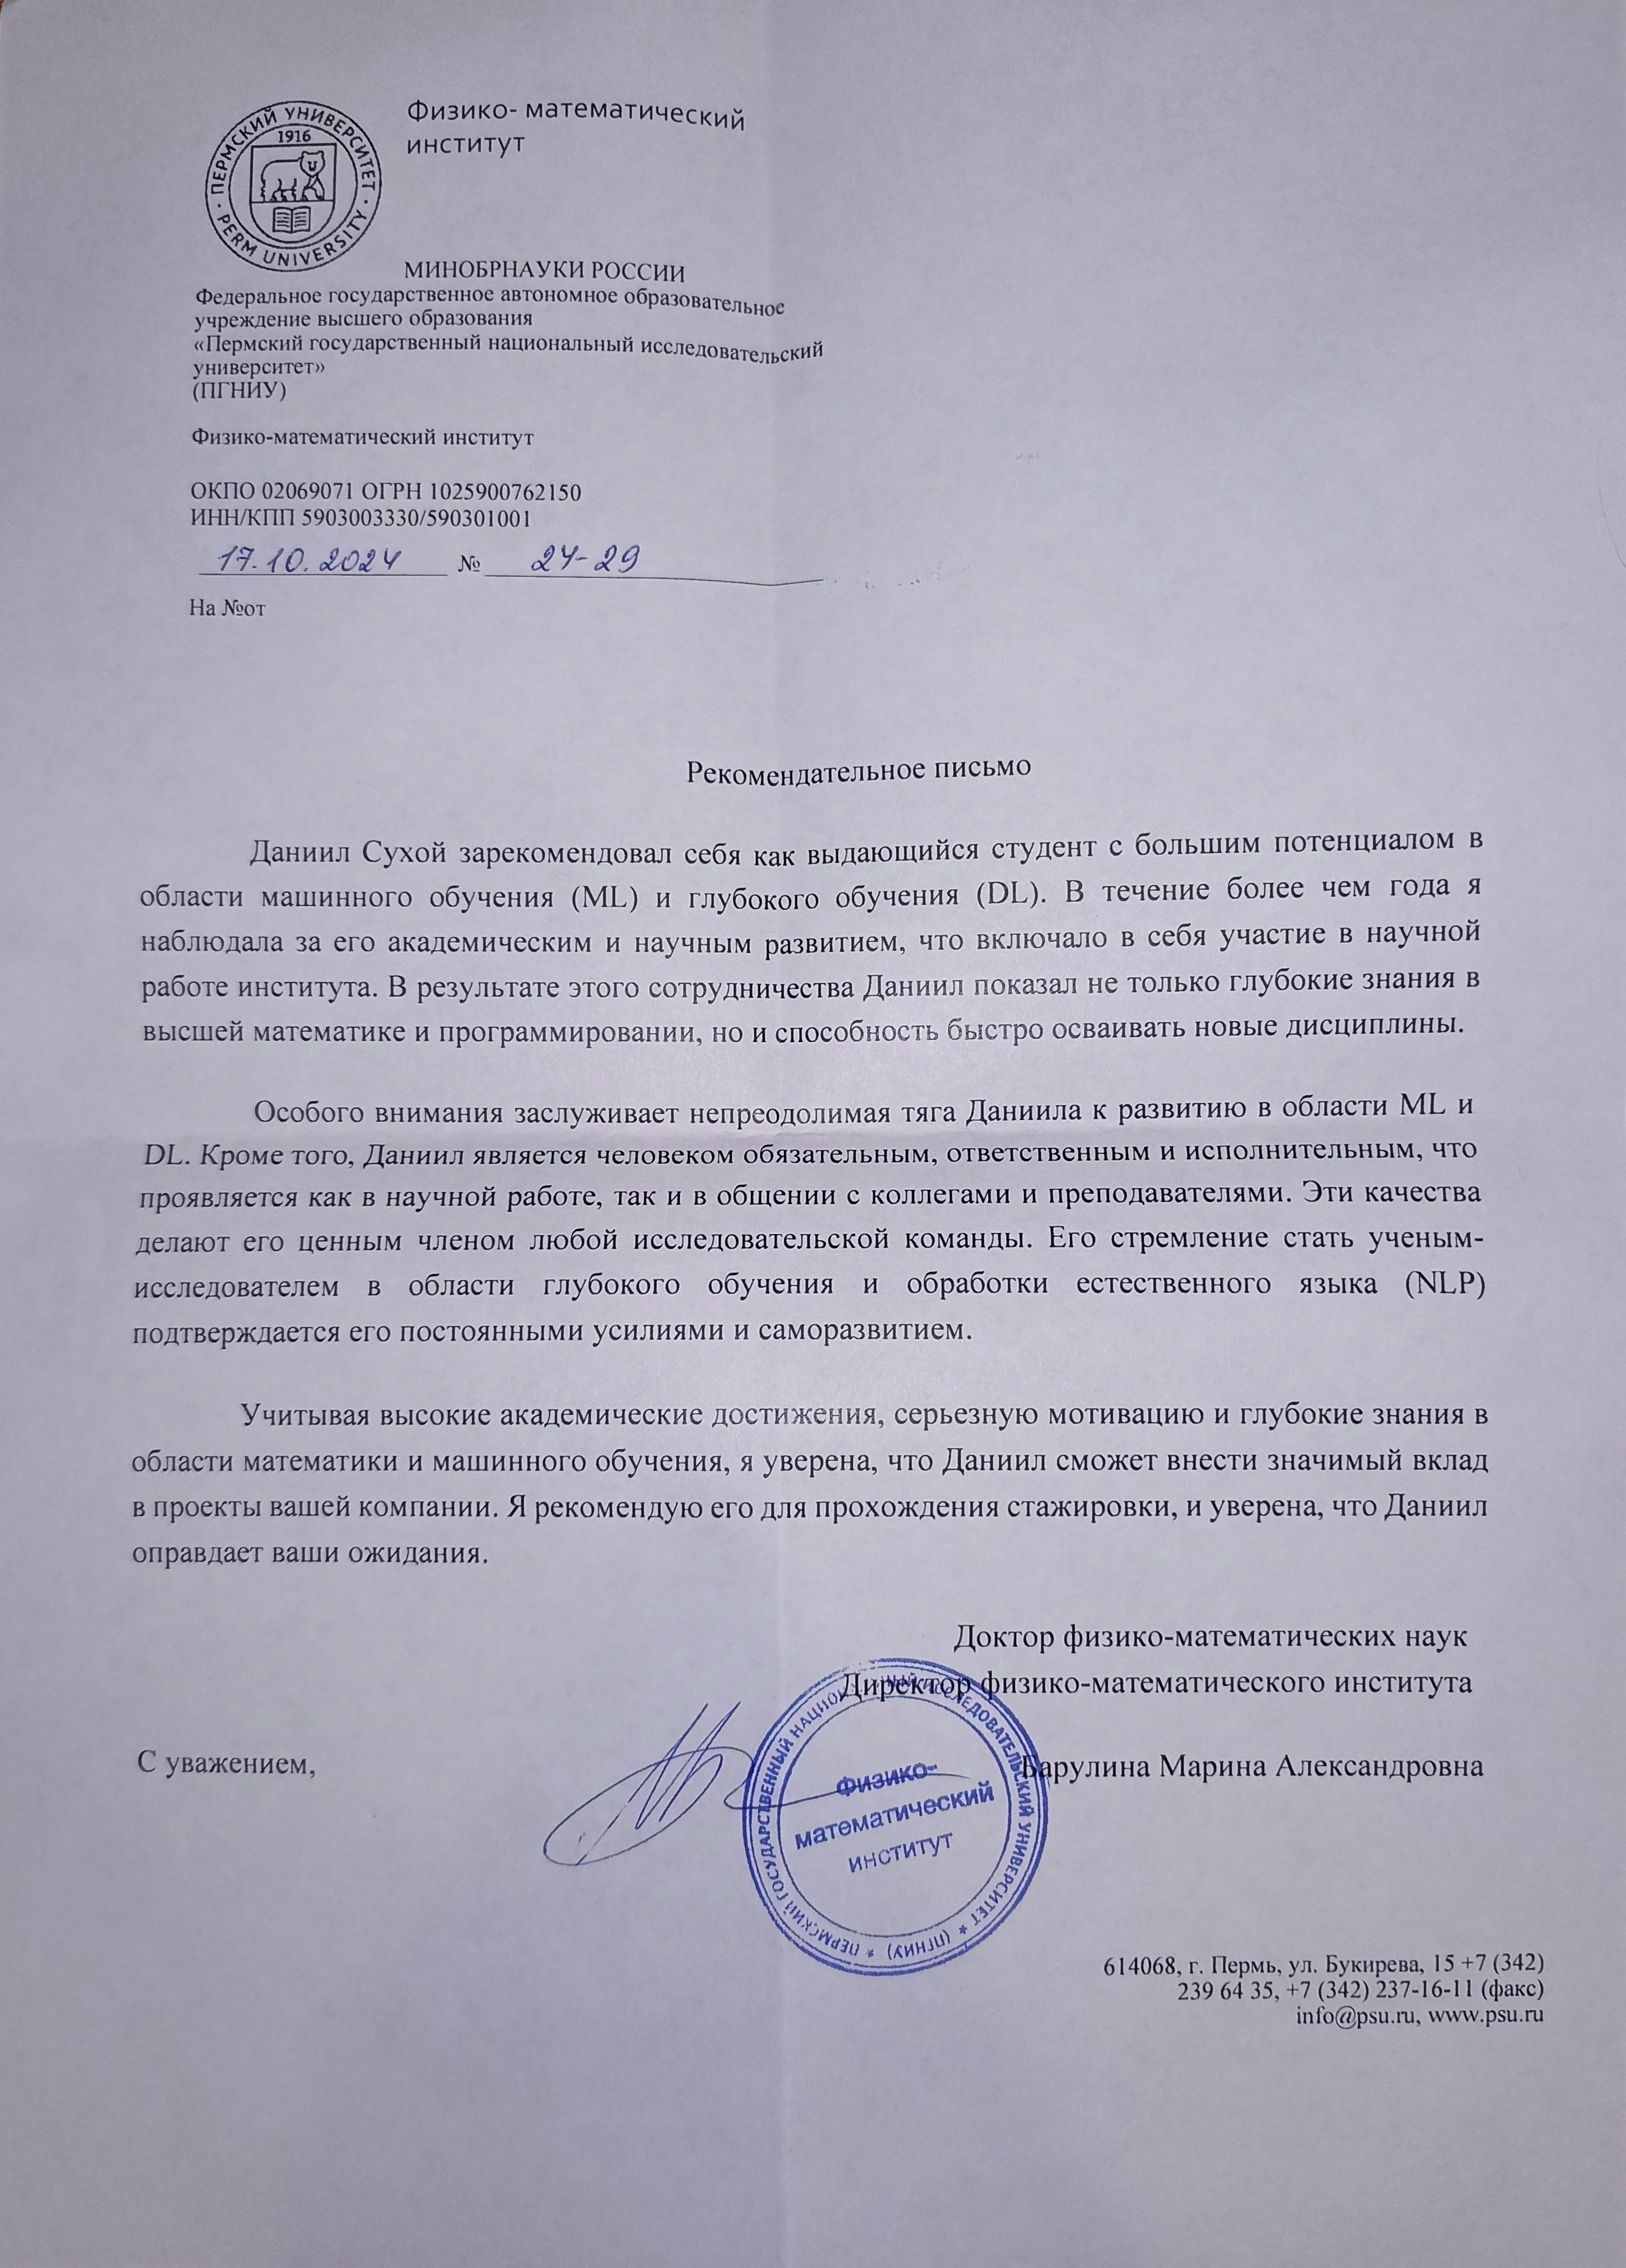 ПЕРМСКИЙ УНИВЕРСИТЕТ
1916
PERM UNIVERSITY
Физико- математический
институт
МИНОБРНАУКИ РОССИИ
Федеральное государственное автономное образовательное
учреждение высшего образования
«Пермский государственный национальный исследовательский
университет»
(ПГНИУ)
Физико-математический институт
ОКПО 02069071 ОГРН 1025900762150
ИНН/КПП 5903003330/590301001
17.10.2024 № 24-29
На №от
Рекомендательное письмо
Даниил Сухой зарекомендовал себя как выдающийся студент с большим потенциалом в
области машинного обучения (ML) и глубокого обучения (DL). В течение более чем года я
наблюдала за его академическим и научным развитием, что включало в себя участие в научной
работе института. В результате этого сотрудничества Даниил показал не только глубокие знания в
высшей математике и программировании, но и способность быстро осваивать новые дисциплины.
Особого внимания заслуживает непреодолимая тяга Даниила к развитию в области ML и
DL. Кроме того, Даниил является человеком обязательным, ответственным и исполнительным, что
проявляется как в научной работе, так и в общении с коллегами и преподавателями. Эти качества
делают его ценным членом любой исследовательской команды. Его стремление стать ученым-
исследователем в области глубокого обучения и обработки естественного языка (NLP)
подтверждается его постоянными усилиями и саморазвитием.
Учитывая высокие академические достижения, серьезную мотивацию и глубокие знания в
области математики и машинного обучения, я уверена, что Даниил сможет внести значимый вклад
в проекты вашей компании. Я рекомендую его для прохождения стажировки, и уверена, что Даниил
оправдает ваши ожидания.
Доктор физико-математических наук
Директор физико-математического института
С уважением, Барулина Марина Александровна
ПЕРМСКИЙ ГОСУДАРСТВЕННЫЙ НАЦИОНАЛЬНЫЙ ИССЛЕДОВАТЕЛЬСКИЙ УНИВЕРСИТЕТ * (ПГНИУ) *
Физико-
математический
институт
614068, г. Пермь, ул. Букирева, 15 +7 (342)
239 64 35, +7 (342) 237-16-11 (факс)
info@psu.ru, www.psu.ru